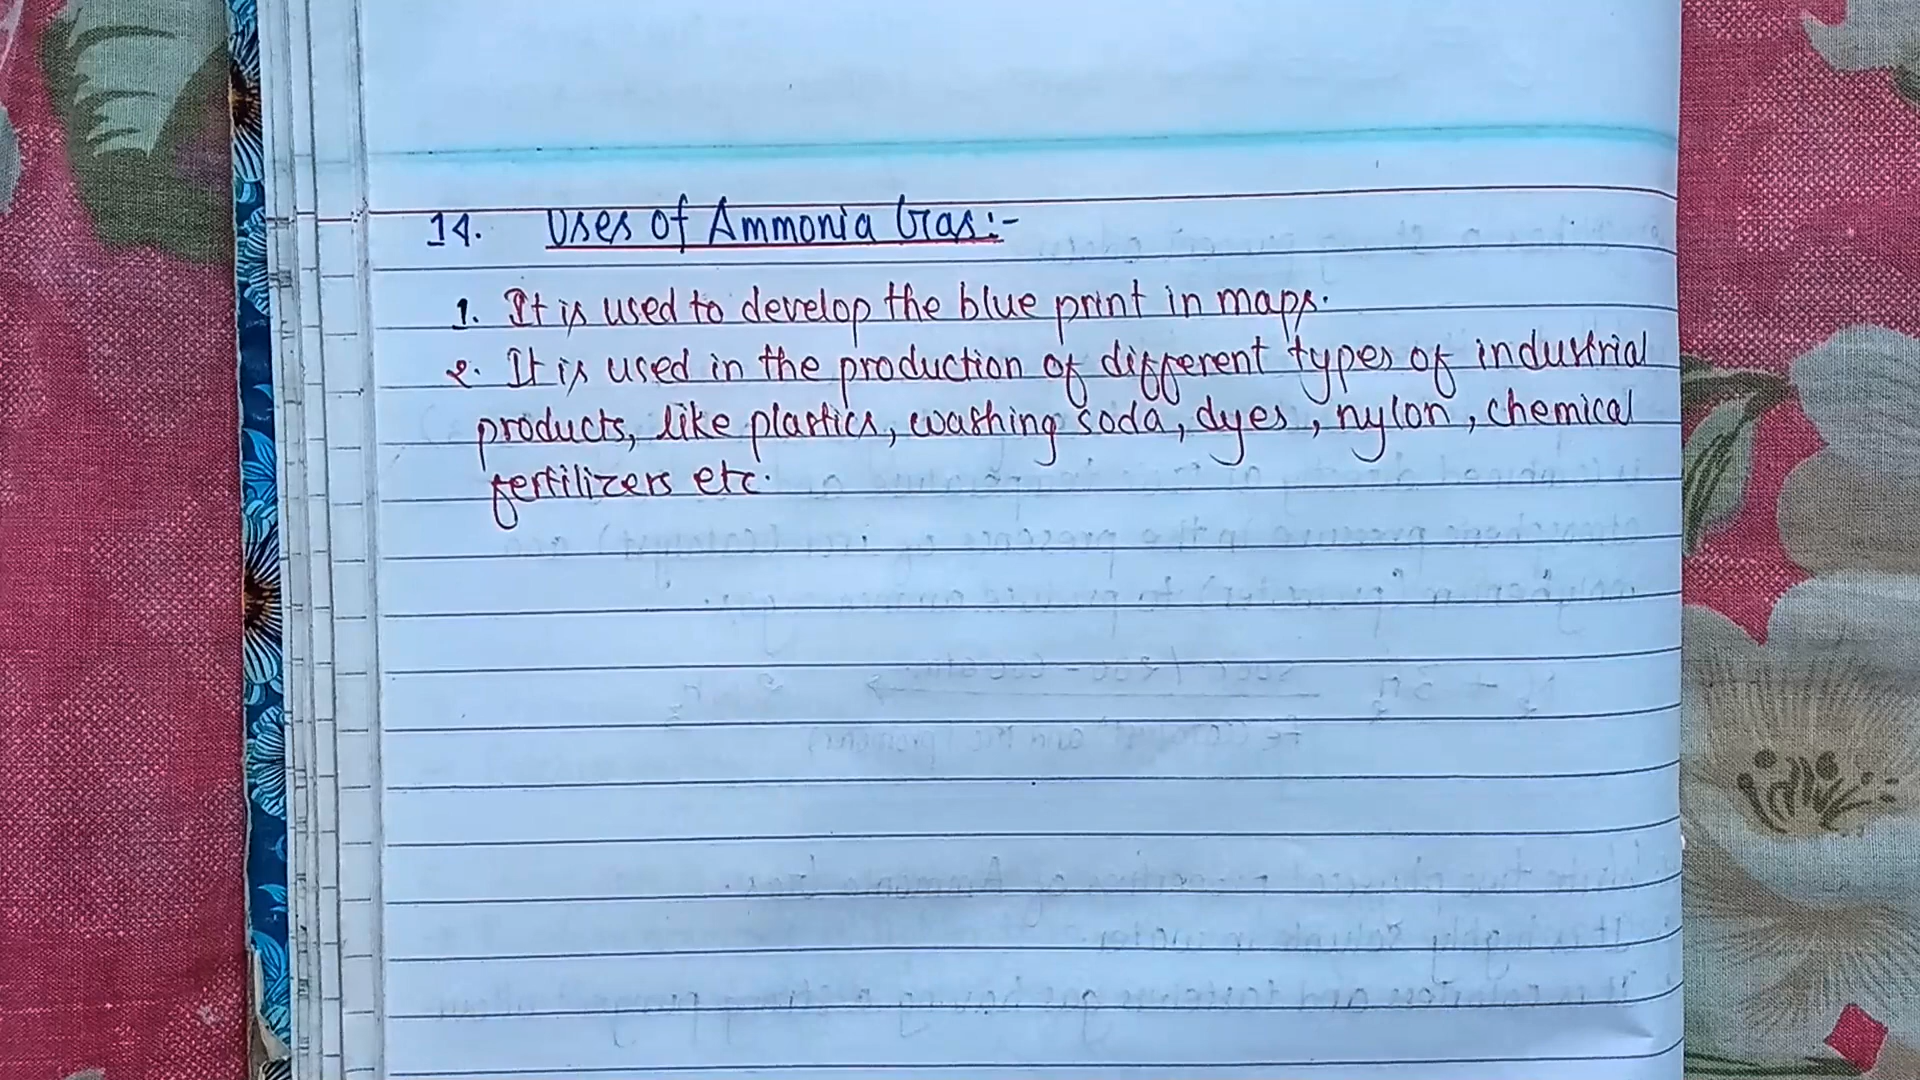 14. Uses of Ammonia Gas:-
1. It is used to develop the blue print in maps.
2. It is used in the production of different types of industrial
products, like plastics, washing soda, dyes, nylon, chemical
fertilizers etc.